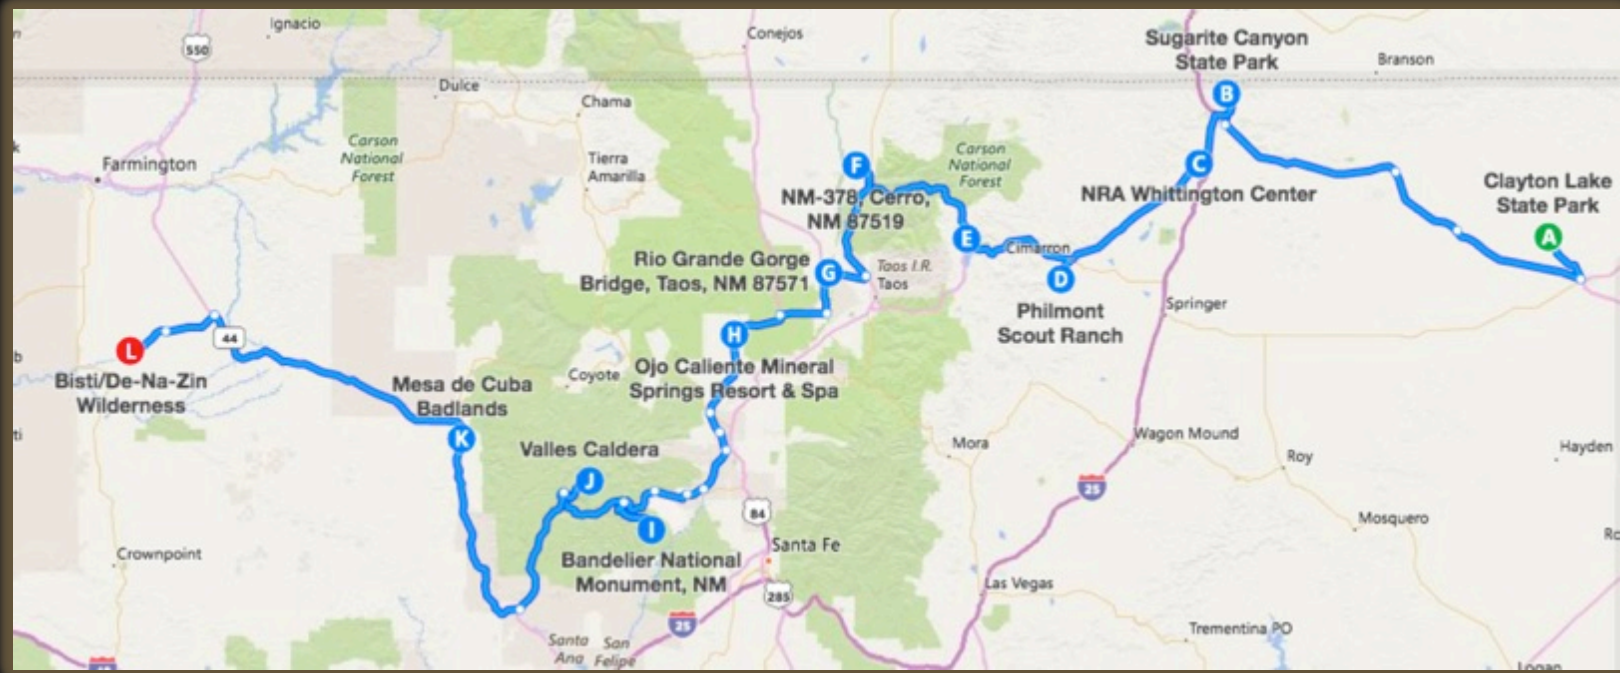 Ignacio
550
Conejos
Sugarite Canyon
State Park
Branson
Dulce
Chama
B
Carson
National
Forest
Farmington
Tierra
Amarilla
F
Carson
National
Forest
C
NRA Whittington Center
Clayton Lake
State Park
A
NM-378, Cerro,
NM 87519
E
Cimarron
D
Rio Grande Gorge
Bridge, Taos, NM 87571
G
Taos I.R.
Taos
Philmont
Scout Ranch
Springer
44
L
H
Bisti/De-Na-Zin
Wilderness
Mesa de Cuba
Badlands
Coyote
Ojo Caliente Mineral
Springs Resort & Spa
K
Valles Caldera
Mora
Wagon Mound
Roy
Hayden
J
25
84
I
Mosquero
Crownpoint
Bandelier National
Monument, NM
Santa Fe
285
Las Vegas
25
Santa
Ana
San
Felipe
Trementina PO
Logan